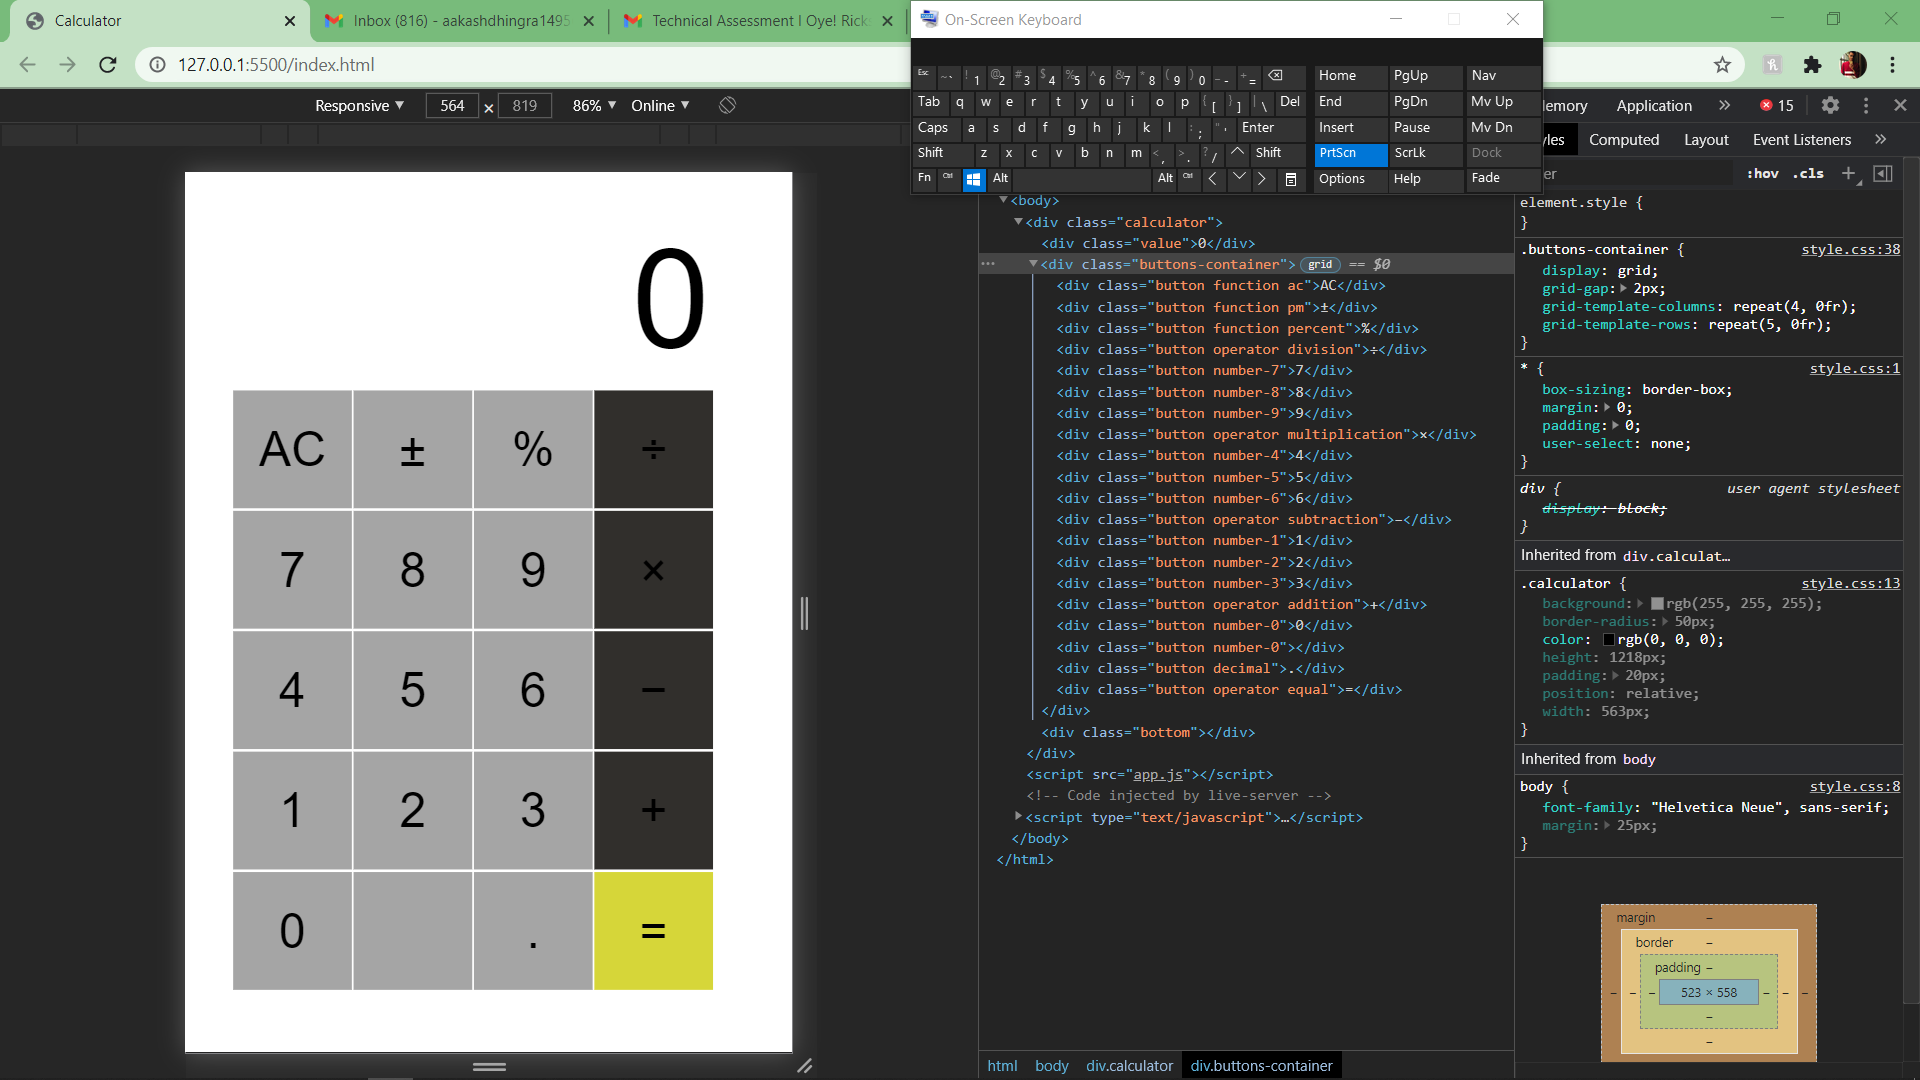 Calculator
Inbox (816) - aakashdhingra1495
Technical Assessment | Oye! Ricks
On-Screen Keyboard
127.0.0.1:5500/index.html
Esc ~ ` ! 1 @ 2 # 3 $ 4 % 5 ^ 6 & 7 * 8 ( 9 ) 0 _ - + = Home PgUp Nav
Tab q w e r t y u i o p { [ } ] | \ Del End PgDn Mv Up
Caps a s d f g h j k l : ; " ' Enter Insert Pause Mv Dn
Shift z x c v b n m < , > . ? / Shift PrtScn ScrLk Dock
Fn Ctrl Alt Alt Ctrl Options Help Fade
Responsive 564 × 819 86% Online
emory Application » 15
les Computed Layout Event Listeners »
er :hov .cls +
0
AC ± % ÷
7 8 9 ×
4 5 6 −
1 2 3 +
0 . =
<body>
<div class="calculator">
<div class="value">0</div>
<div class="buttons-container"> grid == $0
<div class="button function ac">AC</div>
<div class="button function pm">±</div>
<div class="button function percent">%</div>
<div class="button operator division">÷</div>
<div class="button number-7">7</div>
<div class="button number-8">8</div>
<div class="button number-9">9</div>
<div class="button operator multiplication">×</div>
<div class="button number-4">4</div>
<div class="button number-5">5</div>
<div class="button number-6">6</div>
<div class="button operator subtraction">−</div>
<div class="button number-1">1</div>
<div class="button number-2">2</div>
<div class="button number-3">3</div>
<div class="button operator addition">+</div>
<div class="button number-0">0</div>
<div class="button number-0"></div>
<div class="button decimal">.</div>
<div class="button operator equal">=</div>
</div>
<div class="bottom"></div>
</div>
<script src="app.js"></script>
<!-- Code injected by live-server -->
<script type="text/javascript">…</script>
</body>
</html>
html body div.calculator div.buttons-container
element.style {
}
.buttons-container { style.css:38
display: grid;
grid-gap: 2px;
grid-template-columns: repeat(4, 0fr);
grid-template-rows: repeat(5, 0fr);
}
* { style.css:1
box-sizing: border-box;
margin: 0;
padding: 0;
user-select: none;
}
div { user agent stylesheet
display: block;
}
Inherited from div.calculat…
.calculator { style.css:13
background: rgb(255, 255, 255);
border-radius: 50px;
color: rgb(0, 0, 0);
height: 1218px;
padding: 20px;
position: relative;
width: 563px;
}
Inherited from body
body { style.css:8
font-family: "Helvetica Neue", sans-serif;
margin: 25px;
}
margin –
border –
padding –
– – – 523 × 558 – – –
–
–